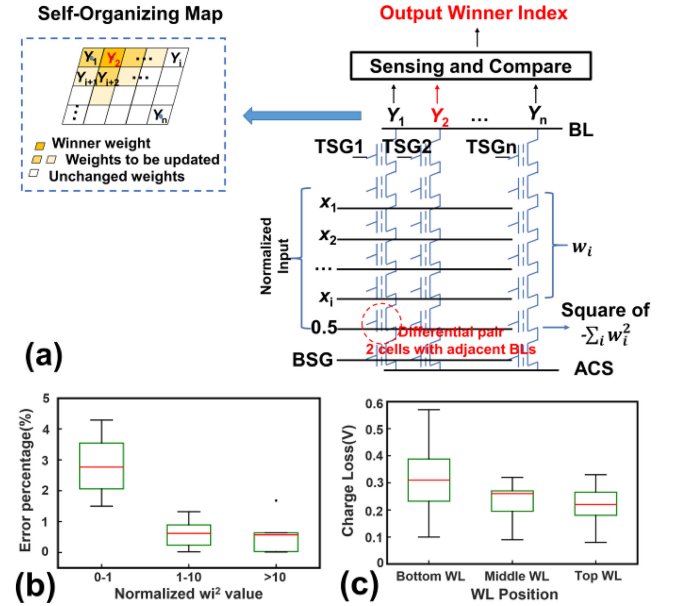 Self-Organizing Map
Y1 Y2 ... Yi
Yi+1 Yi+2 ...
⋮
Yn
Winner weight
Weights to be updated
Unchanged weights
Output Winner Index
Sensing and Compare
Y1 Y2 ... Yn
BL
TSG1 TSG2 TSGn
Normalized
Input
x1
x2
...
xi
0.5
wi
Differential pair
2 cells with adjacent BLs
Square of
-∑i wi²
BSG
ACS
(a)
Error percentage(%)
5
4
3
2
1
0
0-1 1-10 >10
Normalized wi² value
(b)
Charge Loss(V)
0.6
0.5
0.4
0.3
0.2
0.1
0
Bottom WL Middle WL Top WL
WL Position
(c)